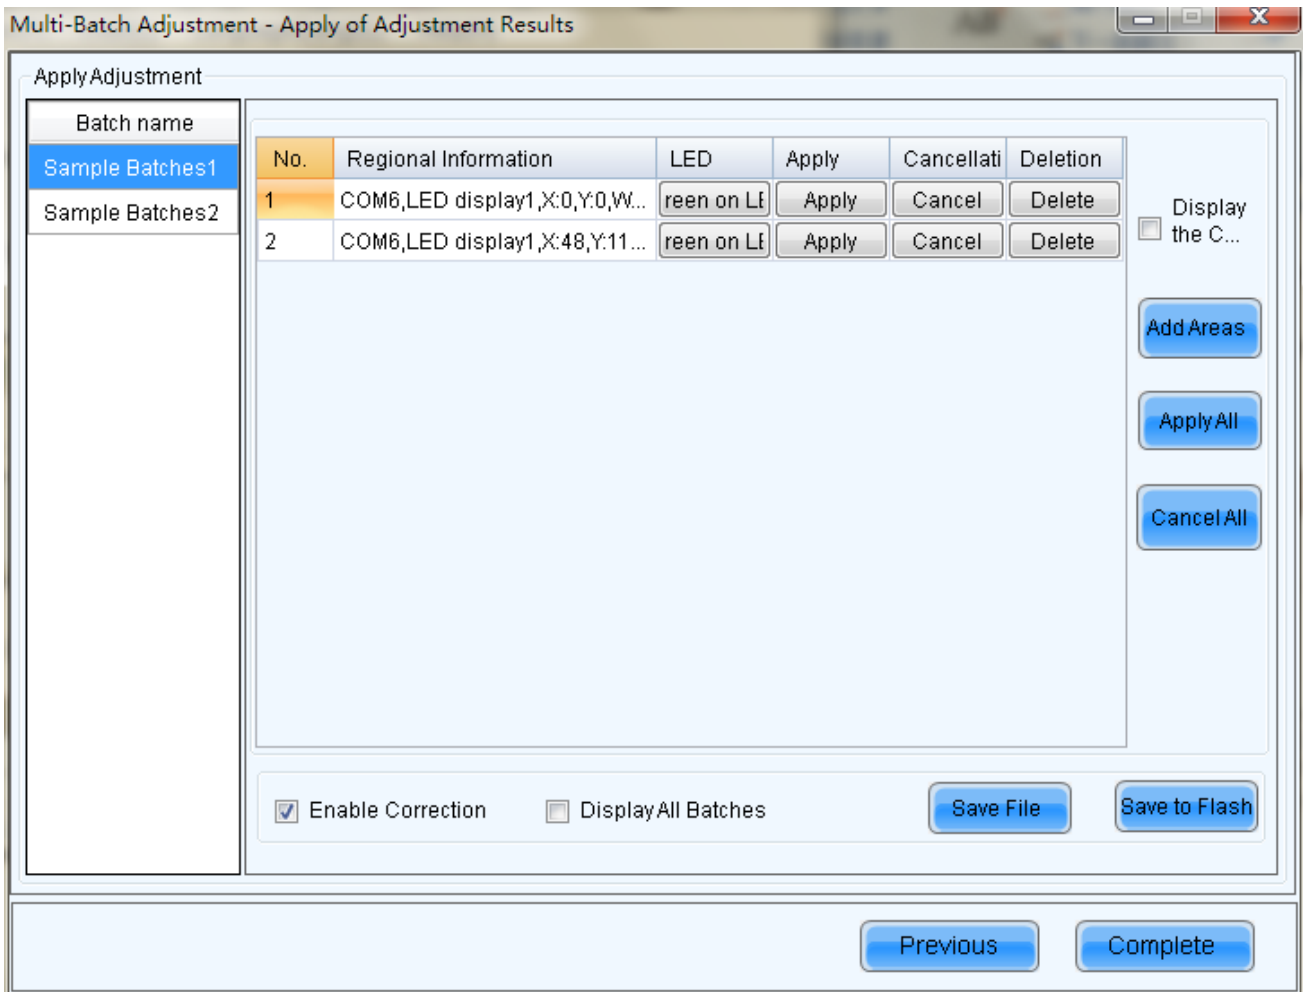 Multi-Batch Adjustment - Apply of Adjustment Results
Apply Adjustment
Batch name
Sample Batches1
Sample Batches2
No. Regional Information LED Apply Cancellati Deletion
1 COM6,LED display1,X:0,Y:0,W... reen on LE Apply Cancel Delete
2 COM6,LED display1,X:48,Y:11... reen on LE Apply Cancel Delete
Display
the C...
Add Areas
Apply All
Cancel All
Enable Correction Display All Batches Save File Save to Flash
Previous Complete